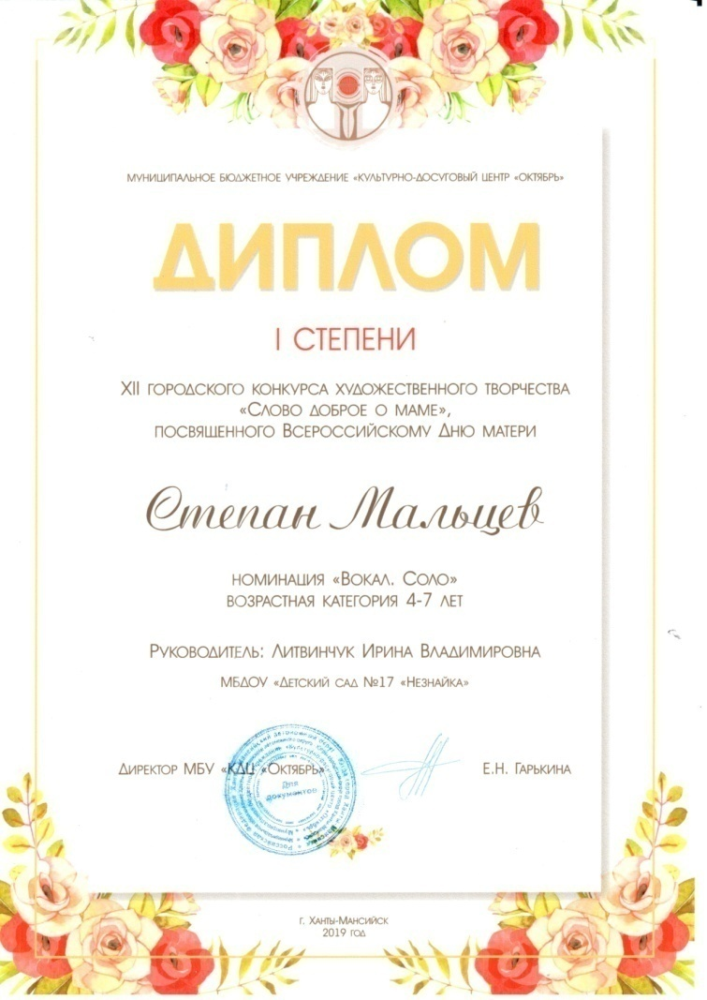 МУНИЦИПАЛЬНОЕ БЮДЖЕТНОЕ УЧРЕЖДЕНИЕ «КУЛЬТУРНО-ДОСУГОВЫЙ ЦЕНТР «ОКТЯБРЬ»
ДИПЛОМ
I СТЕПЕНИ
XII ГОРОДСКОГО КОНКУРСА ХУДОЖЕСТВЕННОГО ТВОРЧЕСТВА
«СЛОВО ДОБРОЕ О МАМЕ»,
ПОСВЯЩЕННОГО ВСЕРОССИЙСКОМУ ДНЮ МАТЕРИ
Степан Мальцев
НОМИНАЦИЯ «ВОКАЛ. СОЛО»
ВОЗРАСТНАЯ КАТЕГОРИЯ 4-7 ЛЕТ
РУКОВОДИТЕЛЬ: ЛИТВИНЧУК ИРИНА ВЛАДИМИРОВНА
МБДОУ «ДЕТСКИЙ САД №17 «НЕЗНАЙКА»
ДИРЕКТОР МБУ «КДЦ «ОКТЯБРЬ» Е.Н. ГАРЬКИНА
Для
документов
Г. ХАНТЫ-МАНСИЙСК
2019 ГОД